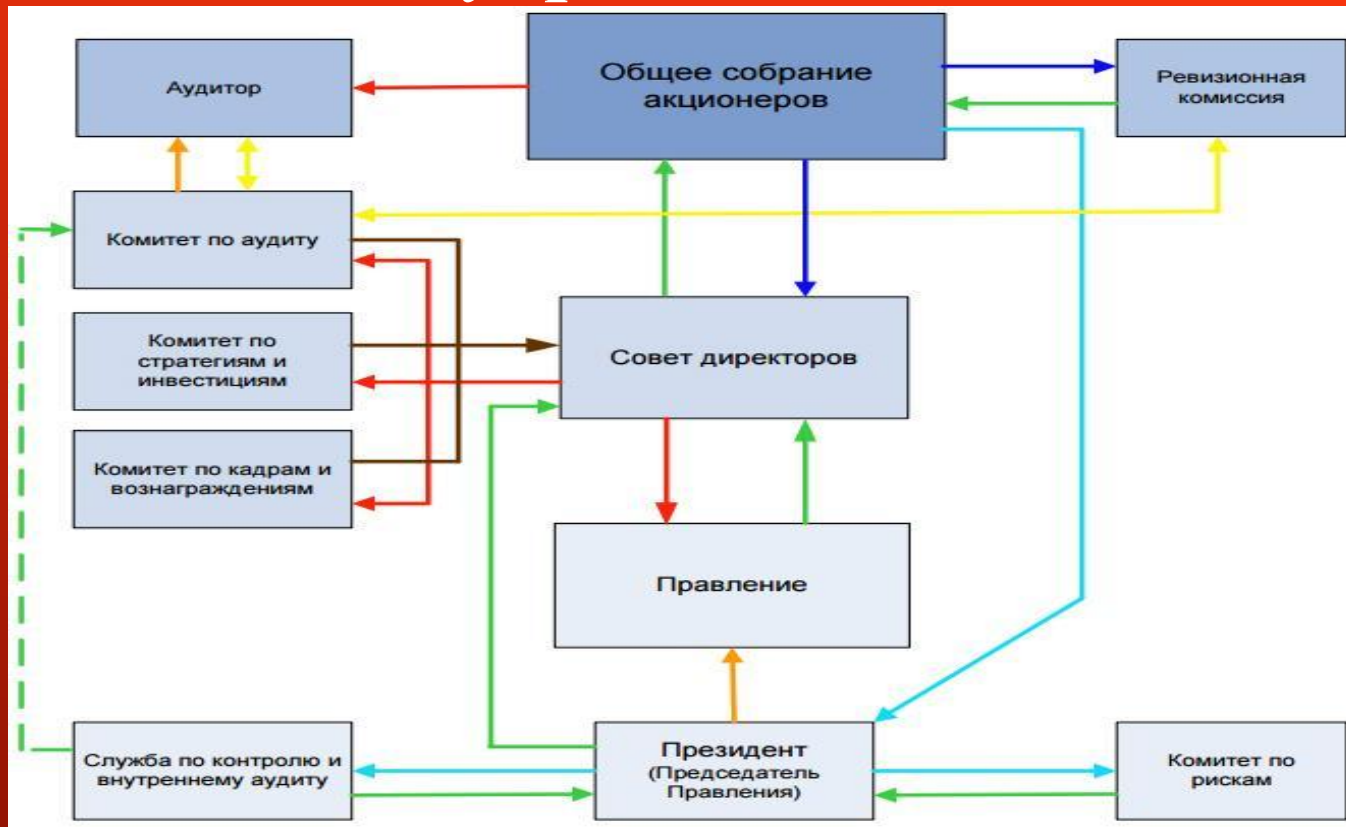 Аудитор
Общее собрание
акционеров
Ревизионная
комиссия
Комитет по аудиту
Комитет по
стратегиям и
инвестициям
Совет директоров
Комитет по кадрам и
вознаграждениям
Правление
Служба по контролю и
внутреннему аудиту
Президент
(Председатель
Правления)
Комитет по
рискам